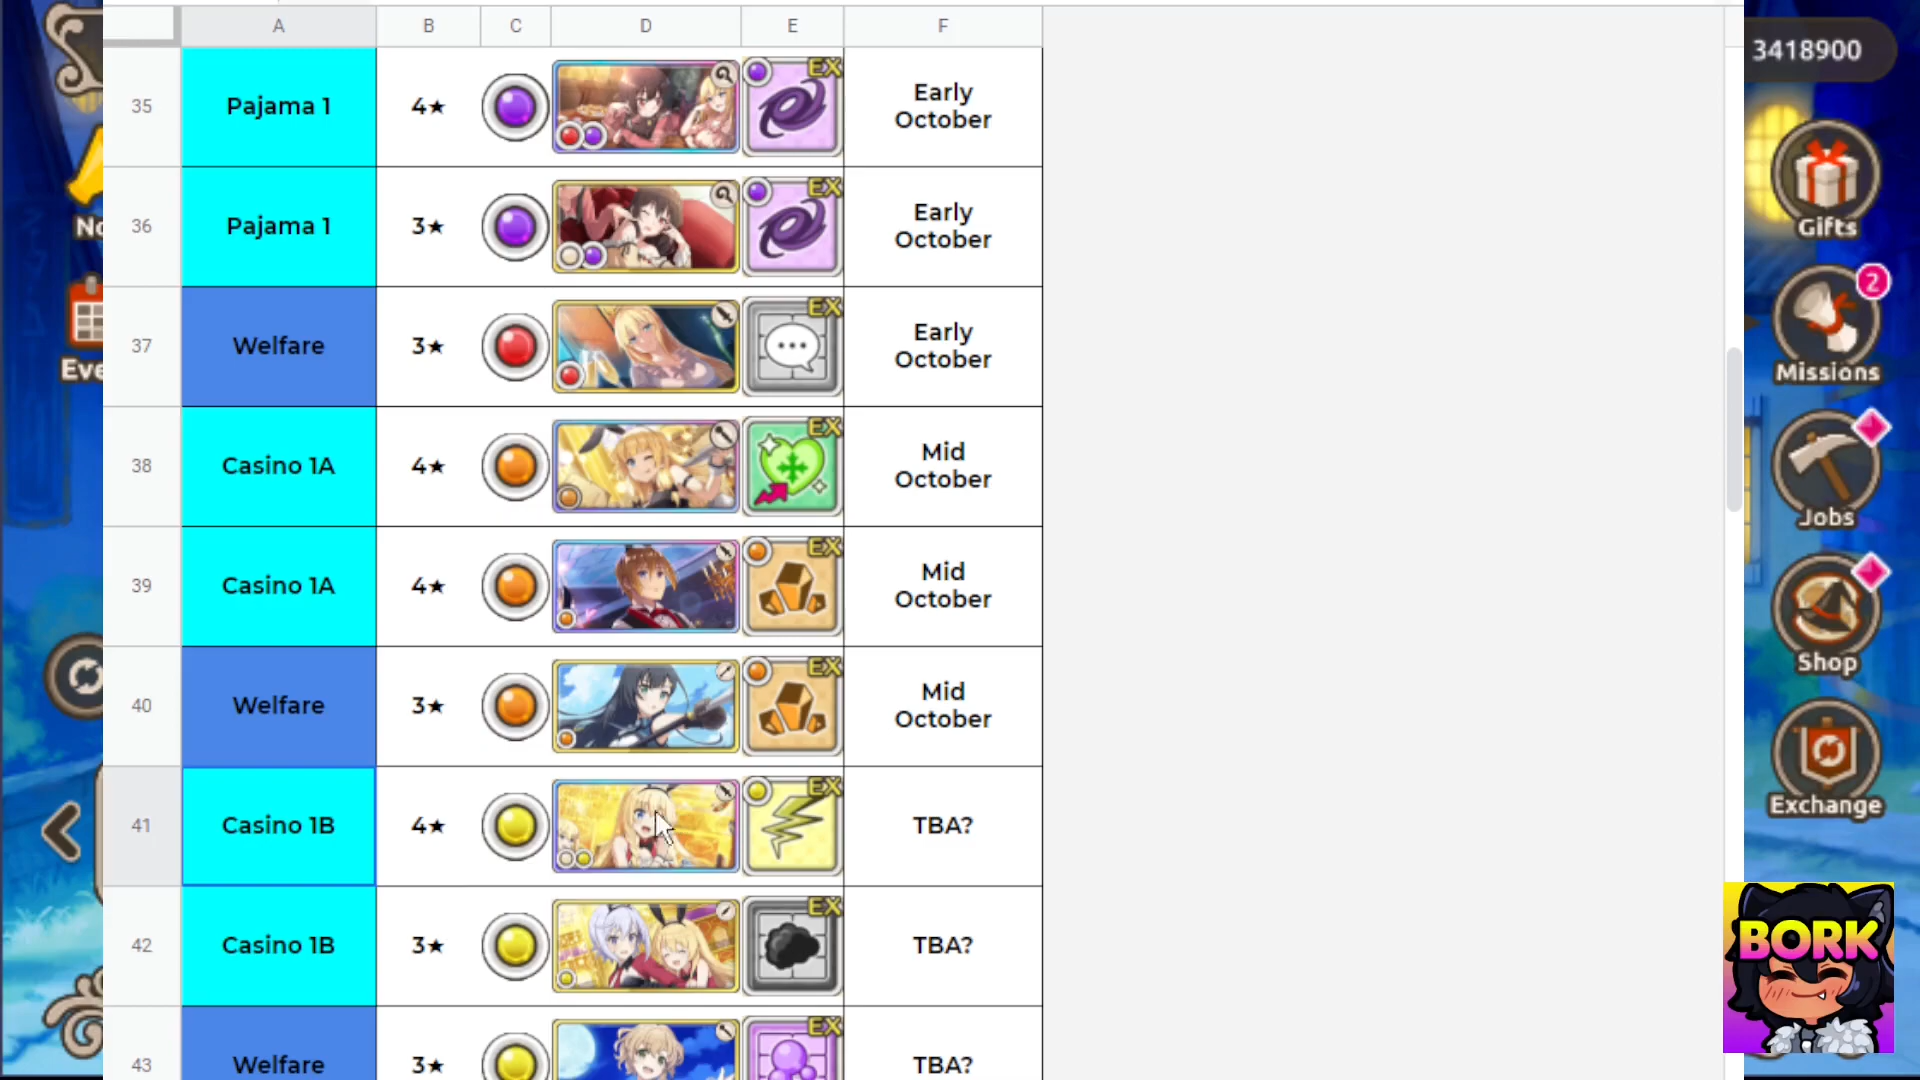 A B C D E F
35 Pajama 1 4★ EX Early October
36 Pajama 1 3★ EX Early October
37 Welfare 3★ EX Early October
38 Casino 1A 4★ EX Mid October
39 Casino 1A 4★ EX Mid October
40 Welfare 3★ EX Mid October
41 Casino 1B 4★ EX TBA?
42 Casino 1B 3★ EX TBA?
43 Welfare 3★ EX TBA?
No
Eve
3418900
Gifts
2
Missions
Jobs
Shop
Exchange
BORK